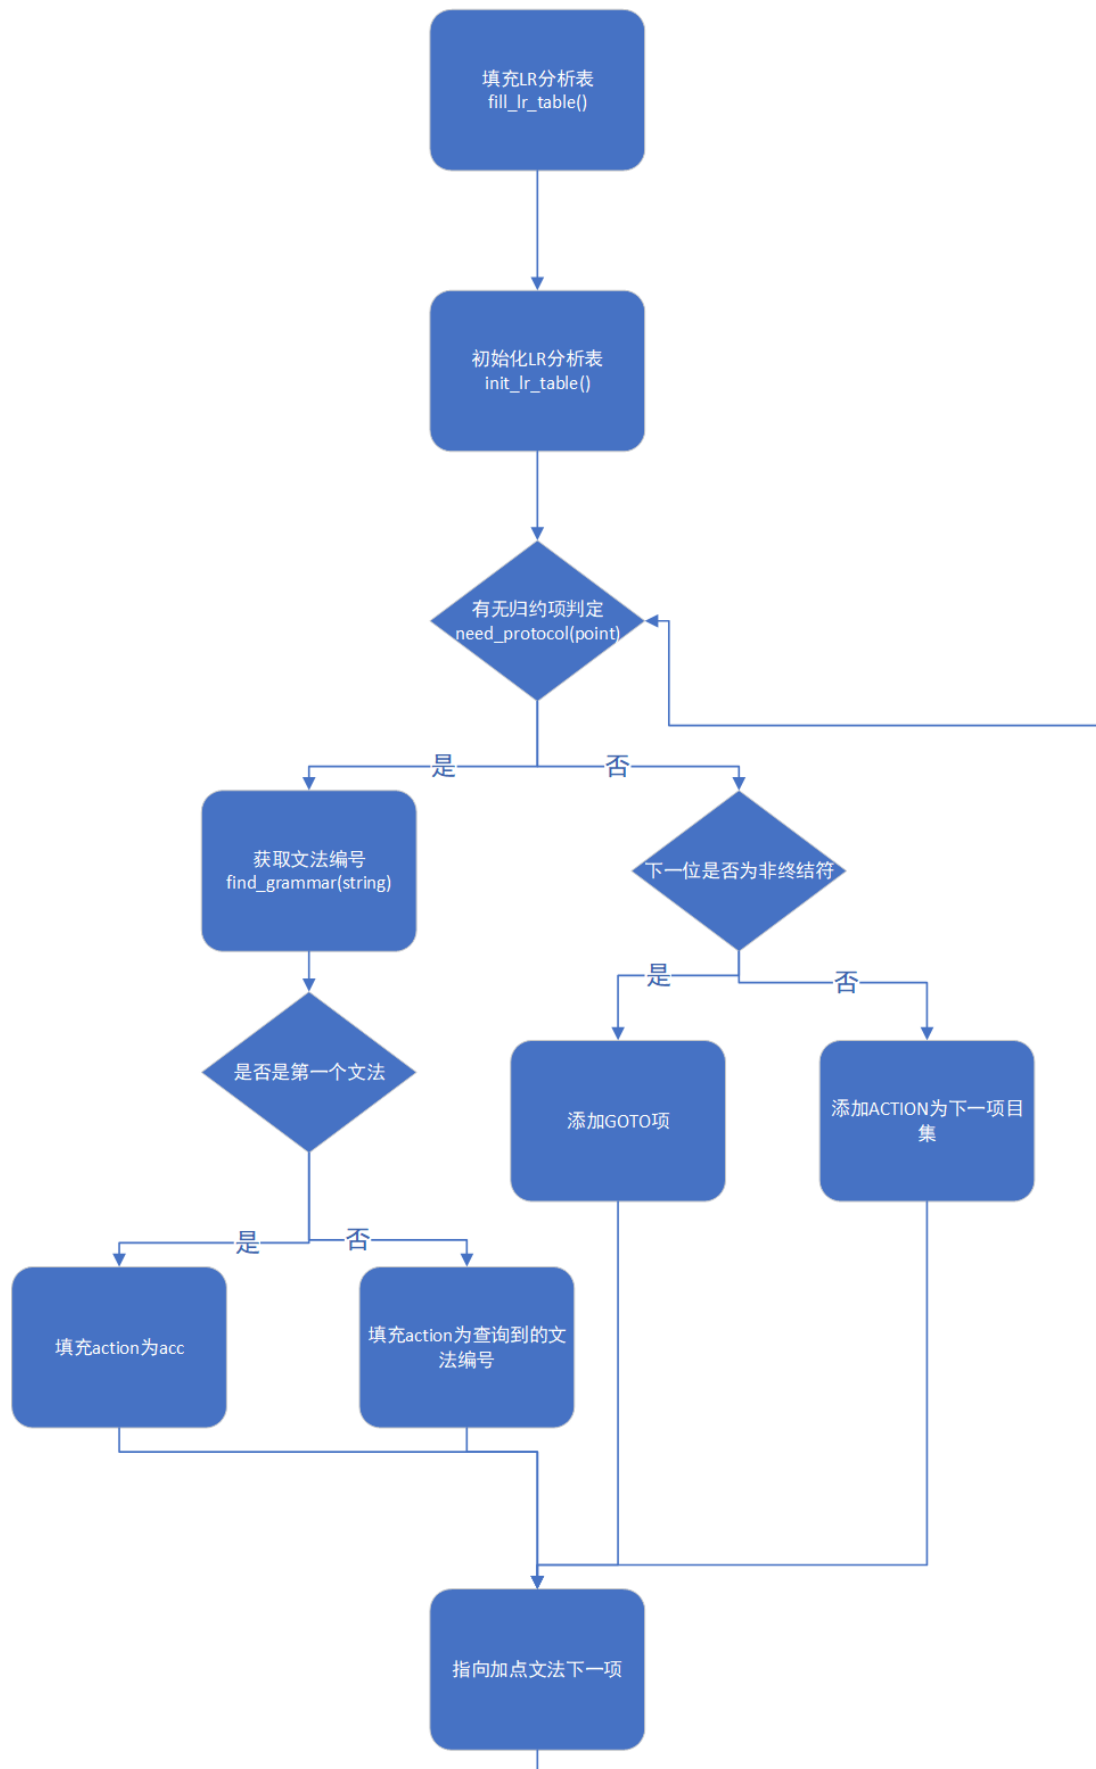 填充LR分析表
fill_lr_table()
初始化LR分析表
init_lr_table()
有无归约项判定
need_protocol(point)
是
否
获取文法编号
find_grammar(string)
下一位是否为非终结符
是
否
是否是第一个文法
添加GOTO项
添加ACTION为下一项目
集
是
否
填充action为acc
填充action为查询到的文
法编号
指向加点文法下一项